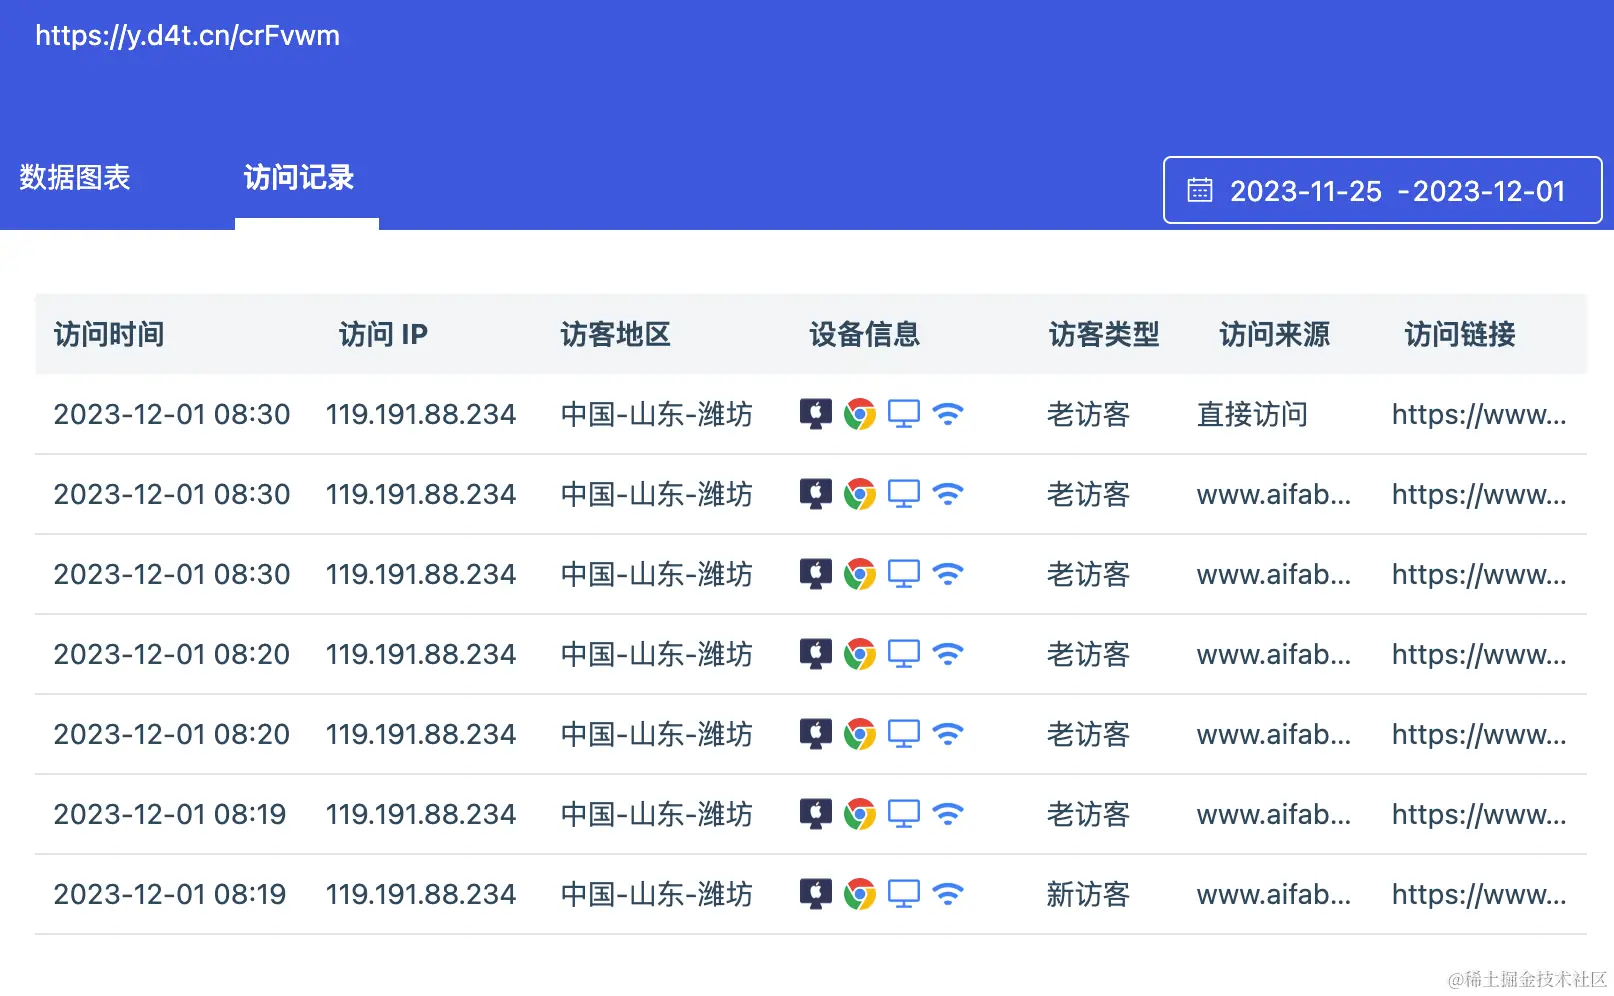 https://y.d4t.cn/crFvwm
数据图表 访问记录 2023-11-25 -2023-12-01
访问时间 访问 IP 访客地区 设备信息 访客类型 访问来源 访问链接
2023-12-01 08:30 119.191.88.234 中国-山东-潍坊 老访客 直接访问 https://www...
2023-12-01 08:30 119.191.88.234 中国-山东-潍坊 老访客 www.aifab... https://www...
2023-12-01 08:30 119.191.88.234 中国-山东-潍坊 老访客 www.aifab... https://www...
2023-12-01 08:20 119.191.88.234 中国-山东-潍坊 老访客 www.aifab... https://www...
2023-12-01 08:20 119.191.88.234 中国-山东-潍坊 老访客 www.aifab... https://www...
2023-12-01 08:19 119.191.88.234 中国-山东-潍坊 老访客 www.aifab... https://www...
2023-12-01 08:19 119.191.88.234 中国-山东-潍坊 新访客 www.aifab... https://www...
@稀土掘金技术社区